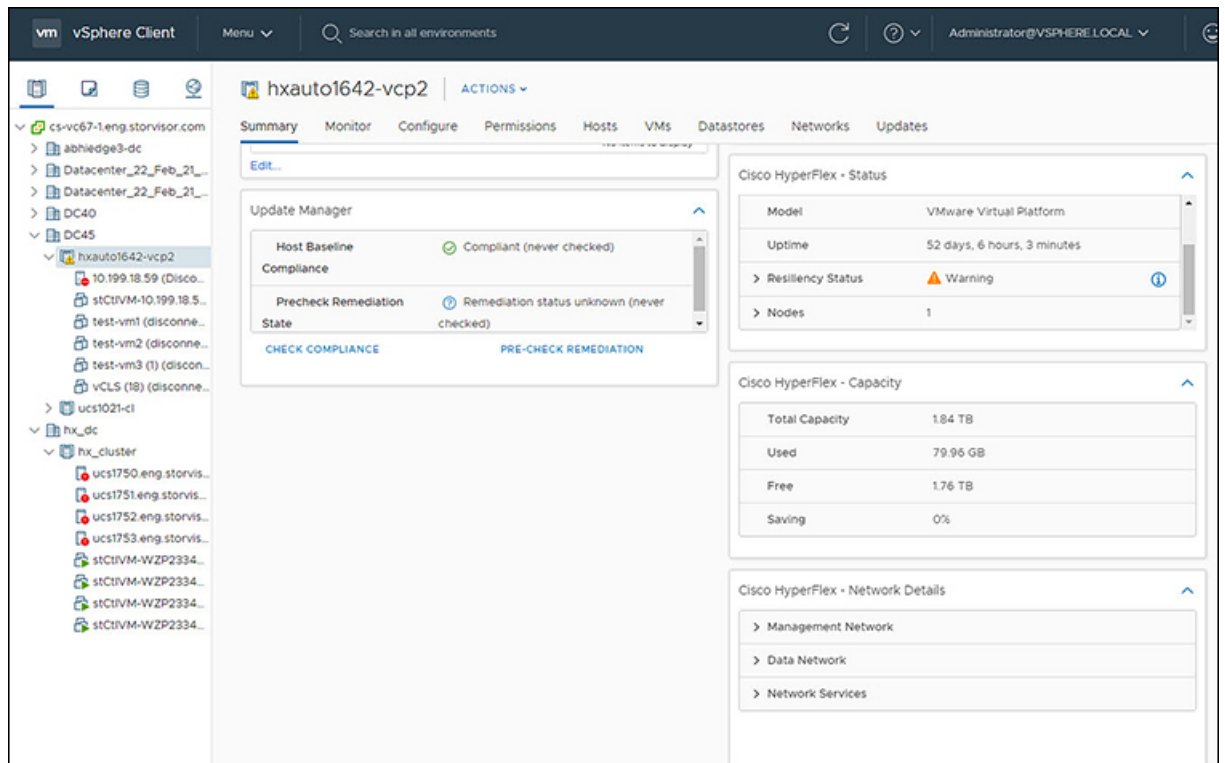 vm vSphere Client Menu Search in all environments Administrator@VSPHERE.LOCAL
cs-vc67-1.eng.storvisor.com
abhiedge3-dc
Datacenter_22_Feb_21_...
Datacenter_22_Feb_21_...
DC40
DC45
hxauto1642-vcp2
10.199.18.59 (Disco...
stCtlVM-10.199.18.5...
test-vm1 (disconne...
test-vm2 (disconne...
test-vm3 (1) (discon...
vCLS (18) (disconne...
ucs1021-cl
hx_dc
hx_cluster
ucs1750.eng.storvis...
ucs1751.eng.storvis...
ucs1752.eng.storvis...
ucs1753.eng.storvis...
stCtlVM-WZP2334...
stCtlVM-WZP2334...
stCtlVM-WZP2334...
stCtlVM-WZP2334...
hxauto1642-vcp2 ACTIONS
Summary Monitor Configure Permissions Hosts VMs Datastores Networks Updates
No items to display
Edit...
Update Manager
Host Baseline Compliant (never checked)
Compliance
Precheck Remediation Remediation status unknown (never
State checked)
CHECK COMPLIANCE PRE-CHECK REMEDIATION
Cisco HyperFlex - Status
Model VMware Virtual Platform
Uptime 52 days, 6 hours, 3 minutes
Resiliency Status Warning
Nodes 1
Cisco HyperFlex - Capacity
Total Capacity 1.84 TB
Used 79.96 GB
Free 1.76 TB
Saving 0%
Cisco HyperFlex - Network Details
Management Network
Data Network
Network Services